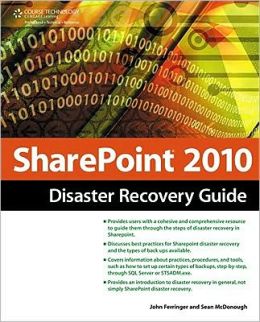 COURSE TECHNOLOGY
CENGAGE Learning
SharePoint® 2010
Disaster Recovery Guide
• Provides users with a cohesive and comprehensive resource
to guide them through the steps of disaster recovery in
Sharepoint.
• Discusses best practices for Sharepoint disaster recovery
and the types of back ups available.
• Covers information about practices, procedures, and tools,
such as how to set up certain types of backups, step-by-step,
through SQL Server or STSADM.exe.
• Provides an introduction to disaster recovery in general, not
simply SharePoint disaster recovery.
John Ferringer and Sean McDonough